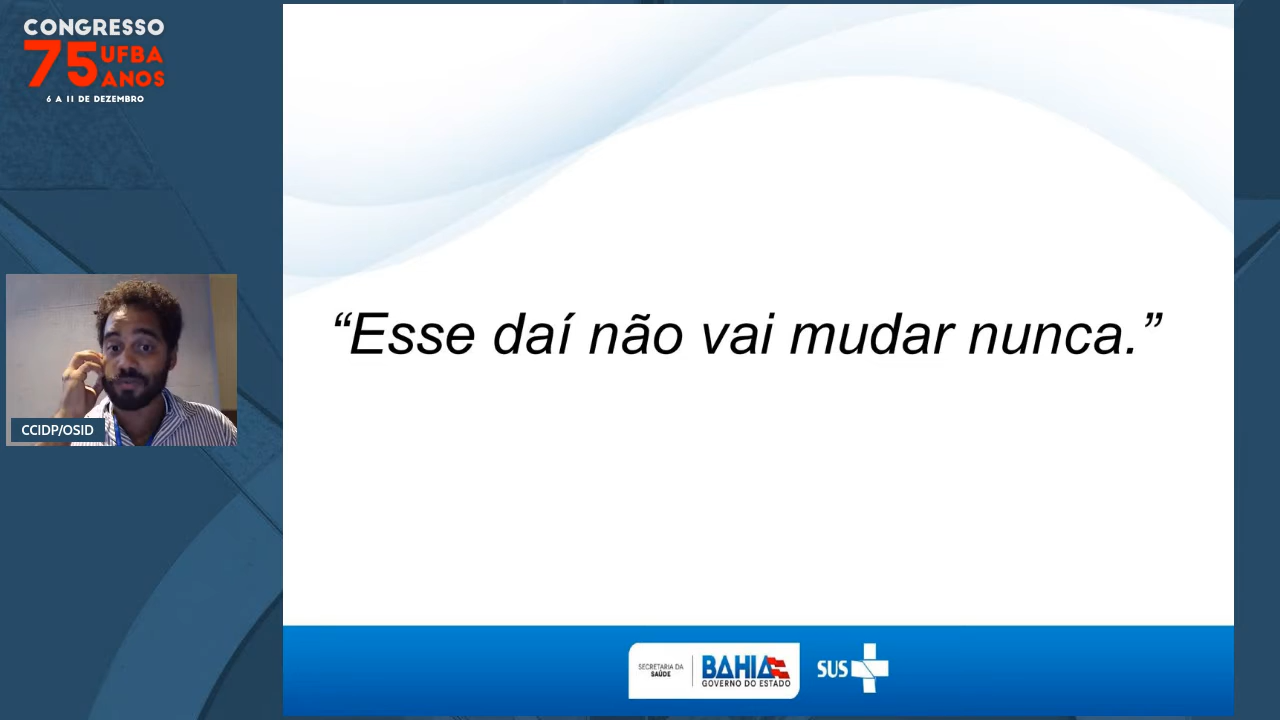 CONGRESSO
75 UFBA
ANOS
6 A 11 DE DEZEMBRO
“Esse daí não vai mudar nunca.”
CCIDP/OSID
SECRETARIA DA
SAÚDE
BAHIA
GOVERNO DO ESTADO
SUS